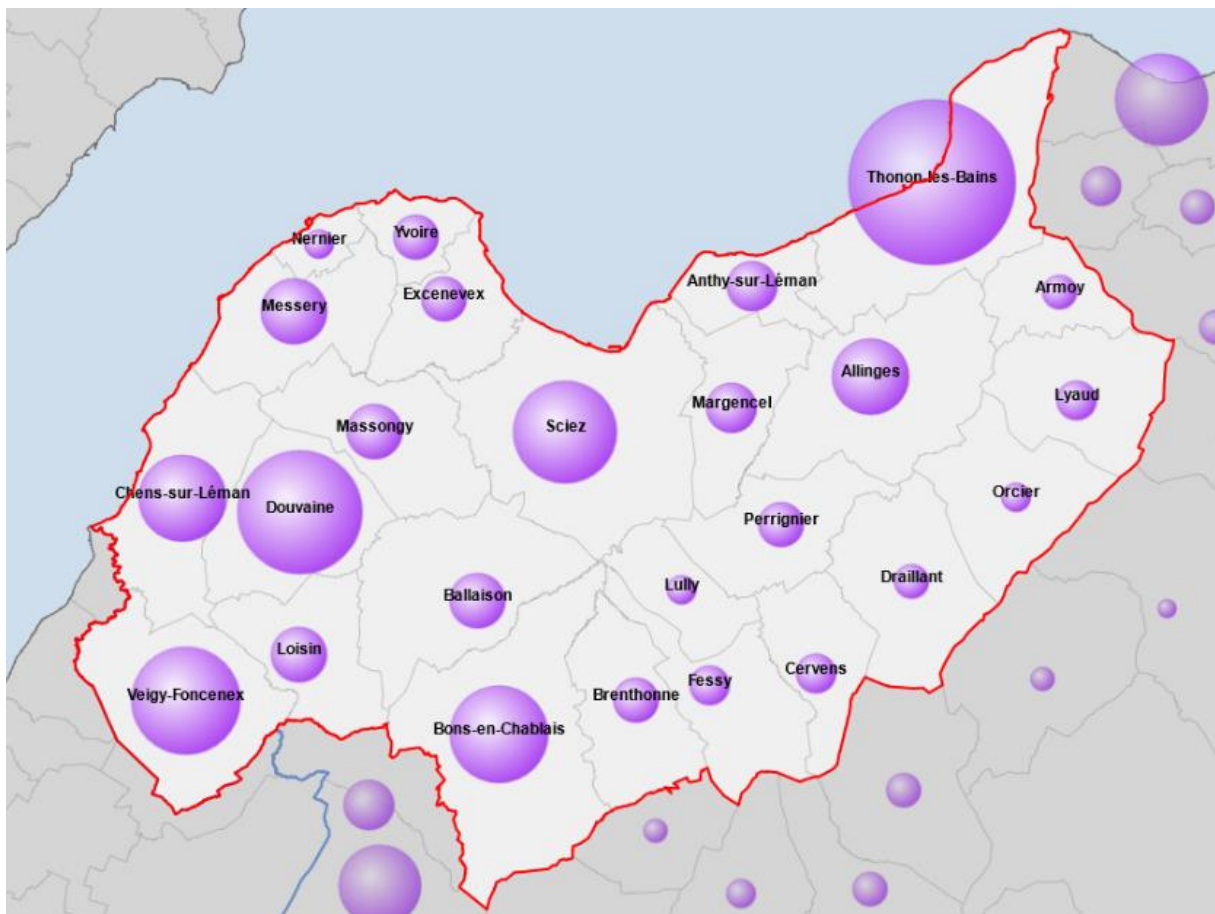 Thonon-les-Bains
Nernier
Yvoire
Anthy-sur-Léman
Excenevex
Armoy
Messery
Allinges
Lyaud
Margencel
Massongy
Sciez
Chens-sur-Léman
Douvaine
Orcier
Perrignier
Draillant
Lully
Ballaison
Loisin
Cervens
Fessy
Veigy-Foncenex
Brenthonne
Bons-en-Chablais